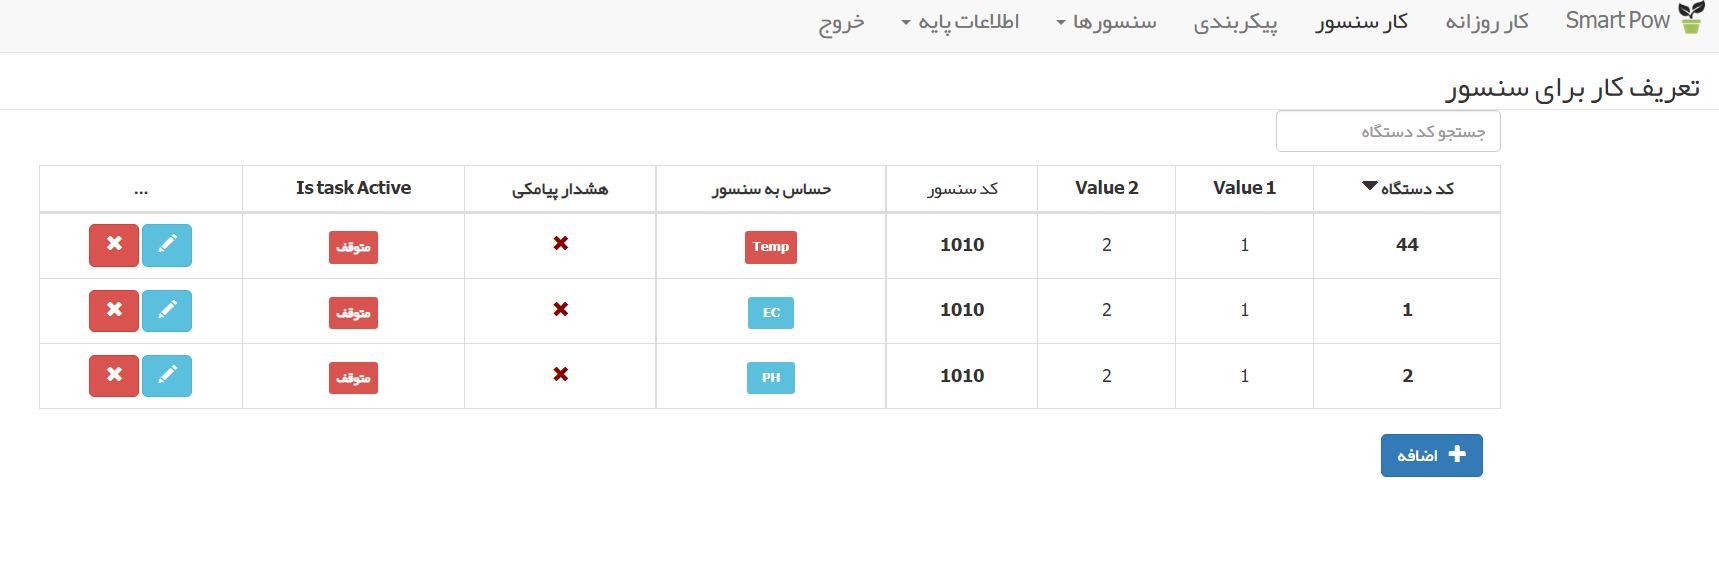 Smart Pow کار روزانه کار سنسور پیکربندی سنسورها اطلاعات پایه خروج
تعریف کار برای سنسور
جستجو کد دستگاه
کد دستگاه Value 1 Value 2 کد سنسور حساس به سنسور هشدار پیامکی Is task Active ...
44 1 2 1010 Temp متوقف
1 1 2 1010 EC متوقف
2 1 2 1010 PH متوقف
اضافه